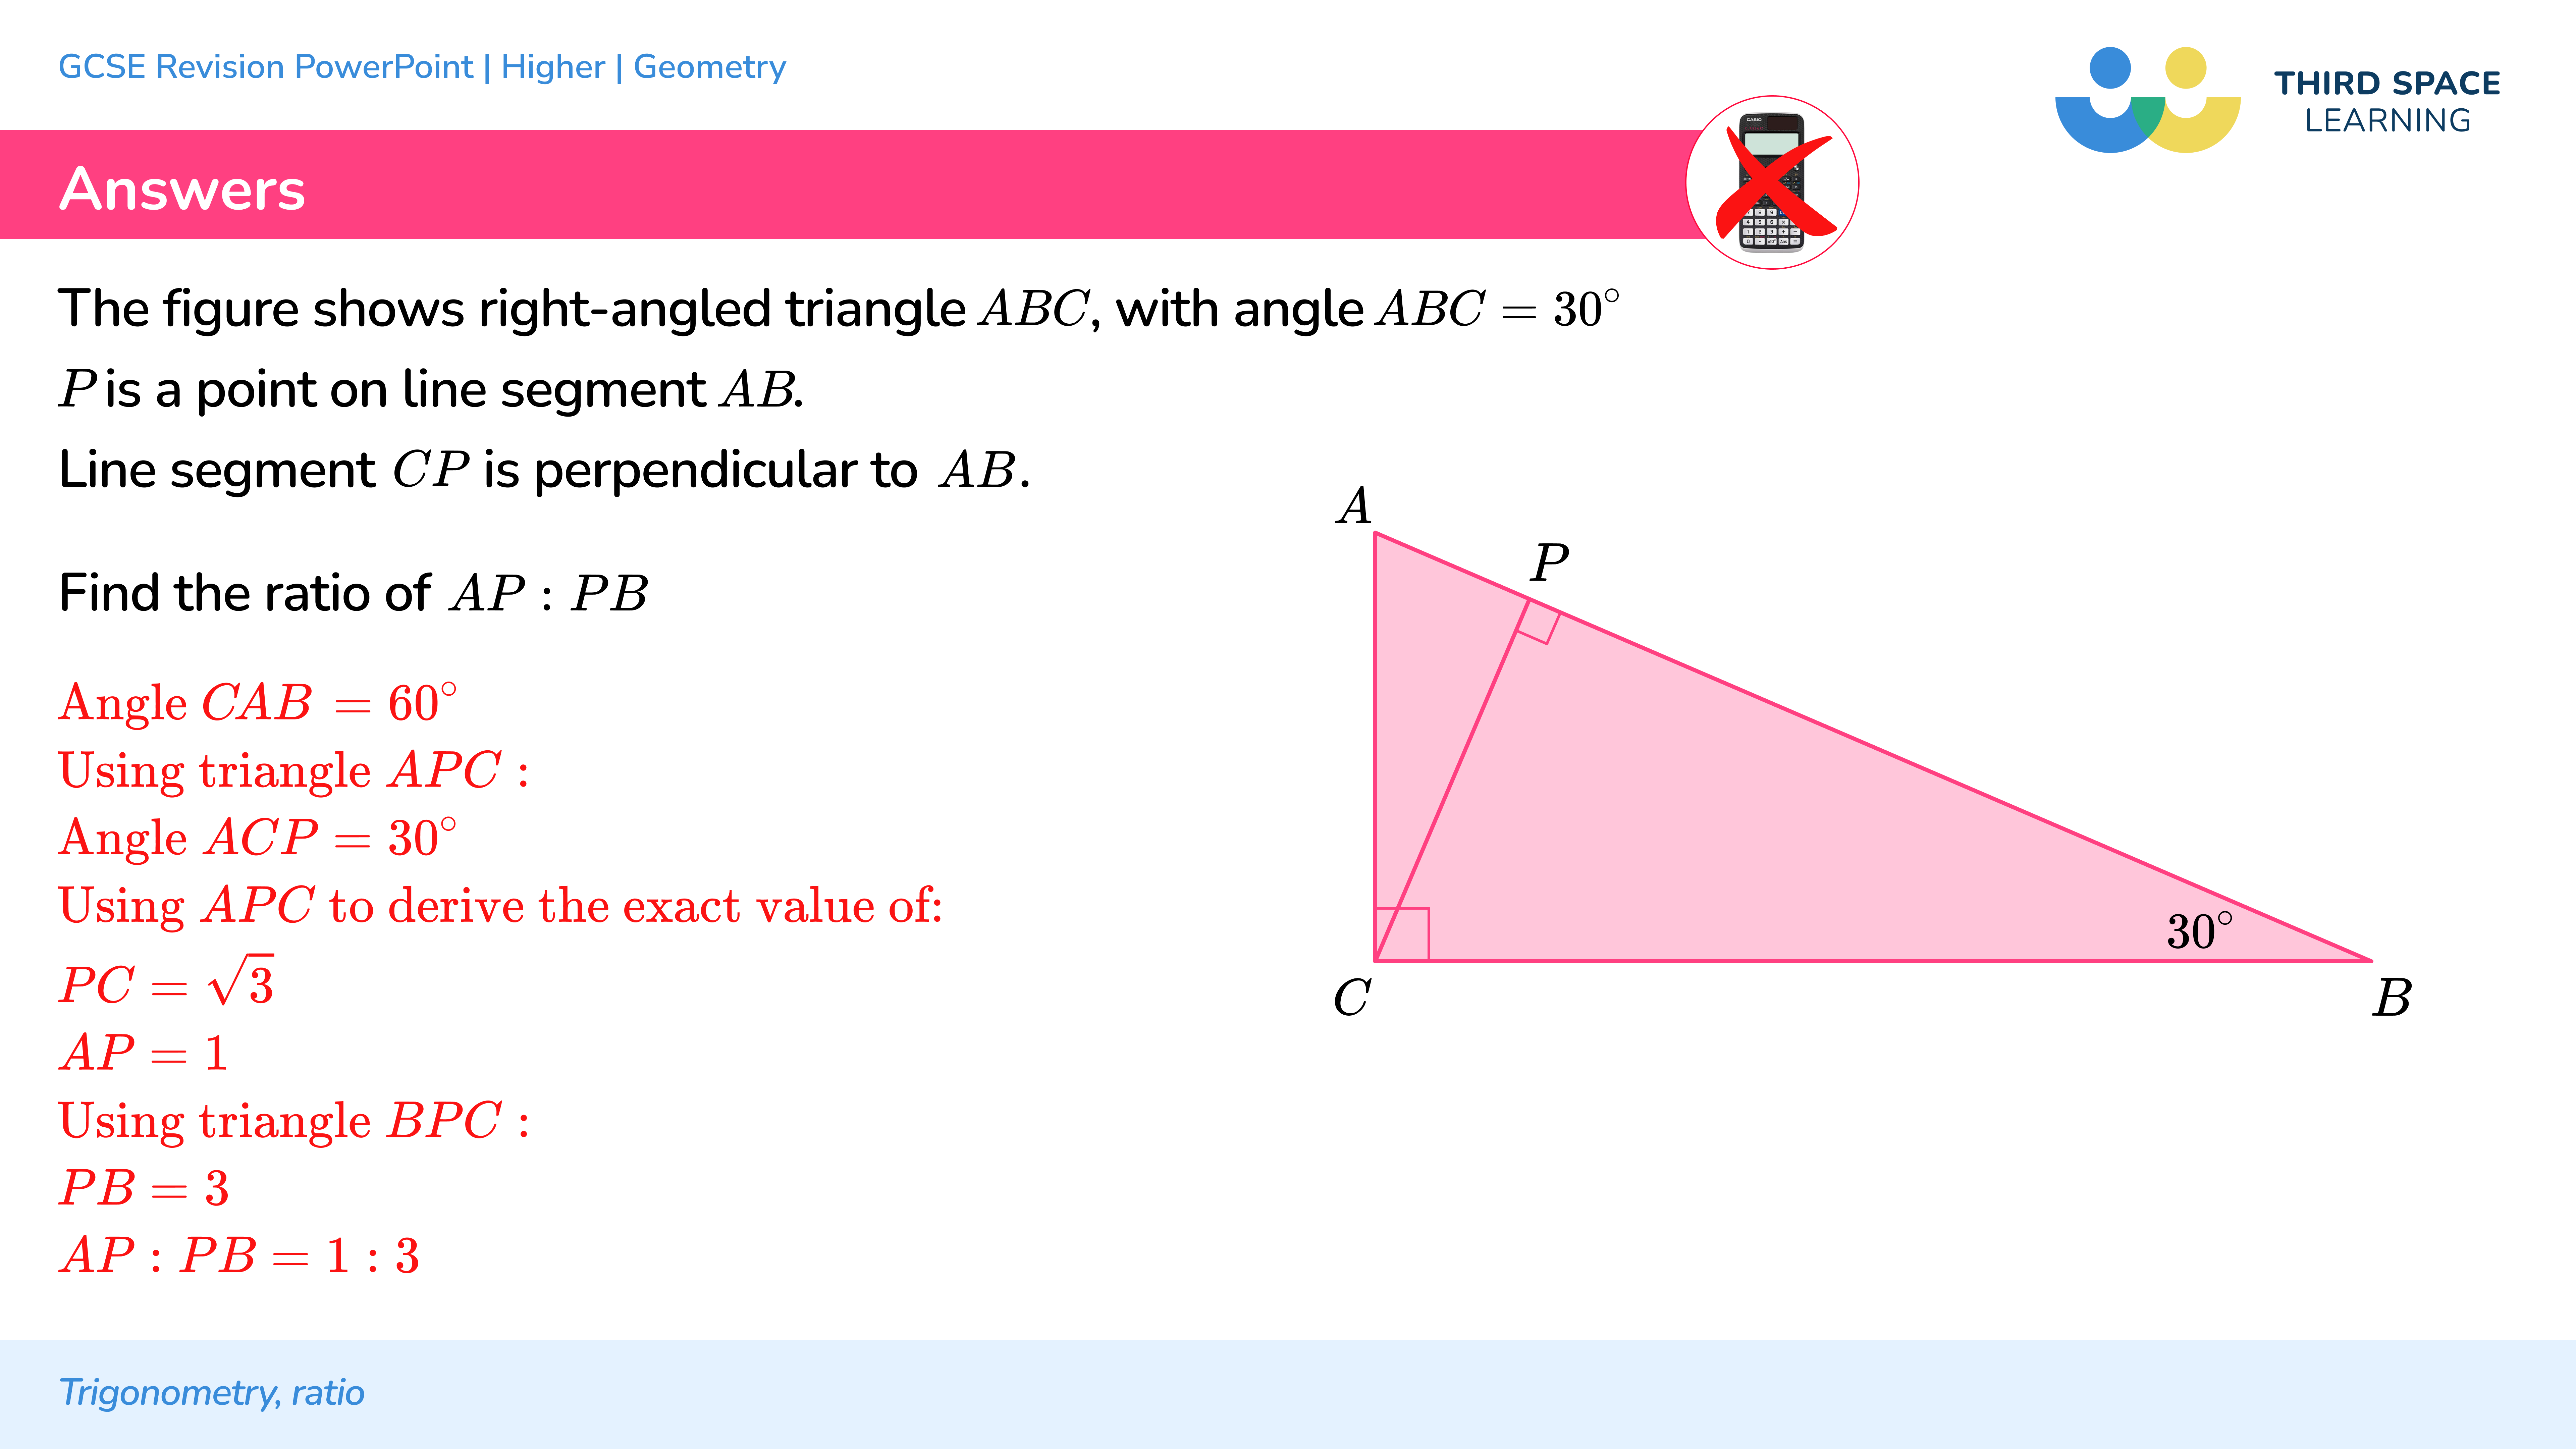 GCSE Revision PowerPoint | Higher | Geometry
THIRD SPACE
LEARNING
Answers
CASIO
The figure shows right-angled triangle ABC, with angle ABC = 30°
P is a point on line segment AB.
Line segment CP is perpendicular to AB.
Find the ratio of AP : PB
Angle CAB = 60°
Using triangle APC :
Angle ACP = 30°
Using APC to derive the exact value of:
PC = √3
AP = 1
Using triangle BPC :
PB = 3
AP : PB = 1 : 3
A
P
30°
C
B
Trigonometry, ratio